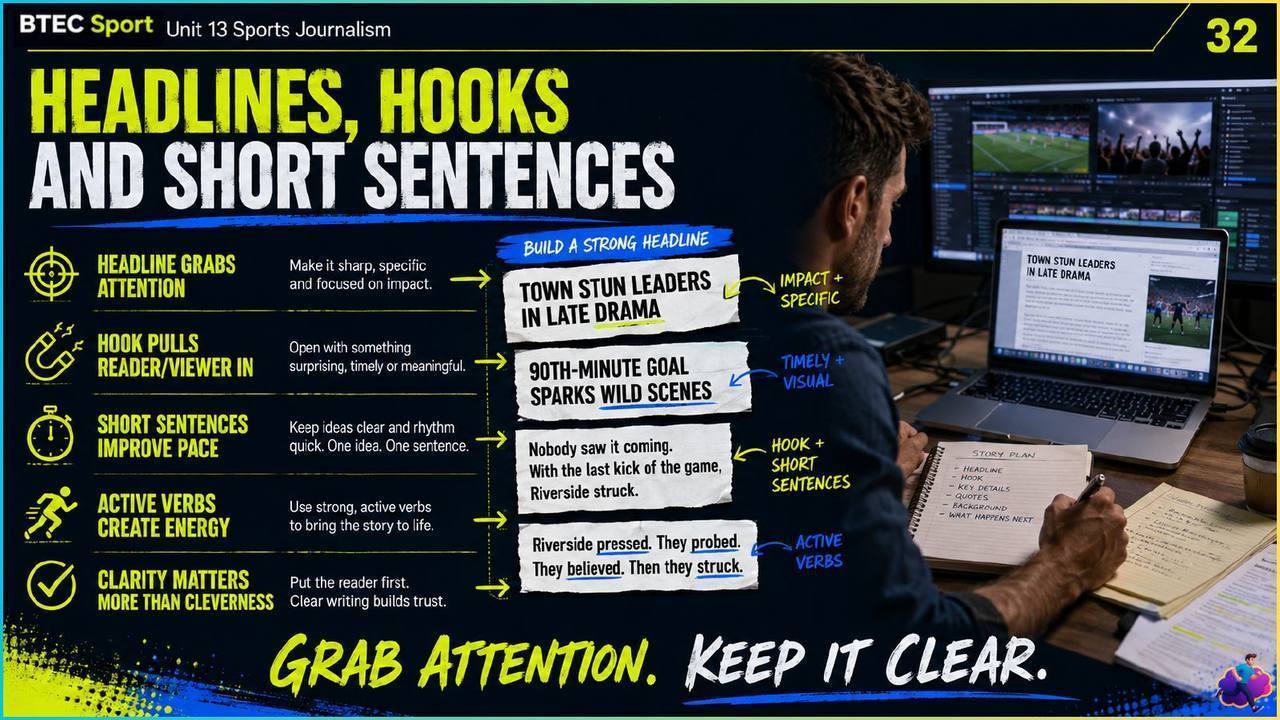 BTEC Sport Unit 13 Sports Journalism
32
HEADLINES, HOOKS
AND SHORT SENTENCES
HEADLINE GRABS
ATTENTION
Make it sharp, specific
and focused on impact.
HOOK PULLS
READER/VIEWER IN
Open with something
surprising, timely or meaningful.
SHORT SENTENCES
IMPROVE PACE
Keep ideas clear and rhythm
quick. One idea. One sentence.
ACTIVE VERBS
CREATE ENERGY
Use strong, active verbs
to bring the story to life.
CLARITY MATTERS
MORE THAN CLEVERNESS
Put the reader first.
Clear writing builds trust.
BUILD A STRONG HEADLINE
TOWN STUN LEADERS
IN LATE DRAMA
IMPACT +
SPECIFIC
90TH-MINUTE GOAL
SPARKS WILD SCENES
TIMELY +
VISUAL
Nobody saw it coming.
With the last kick of the game,
Riverside struck.
HOOK +
SHORT
SENTENCES
Riverside pressed. They probed.
They believed. Then they struck.
ACTIVE
VERBS
TOWN STUN LEADERS
IN LATE DRAMA
STORY PLAN
- HEADLINE
- HOOK
- KEY DETAILS
- QUOTES
- BACKGROUND
- WHAT HAPPENS NEXT
GRAB ATTENTION. KEEP IT CLEAR.